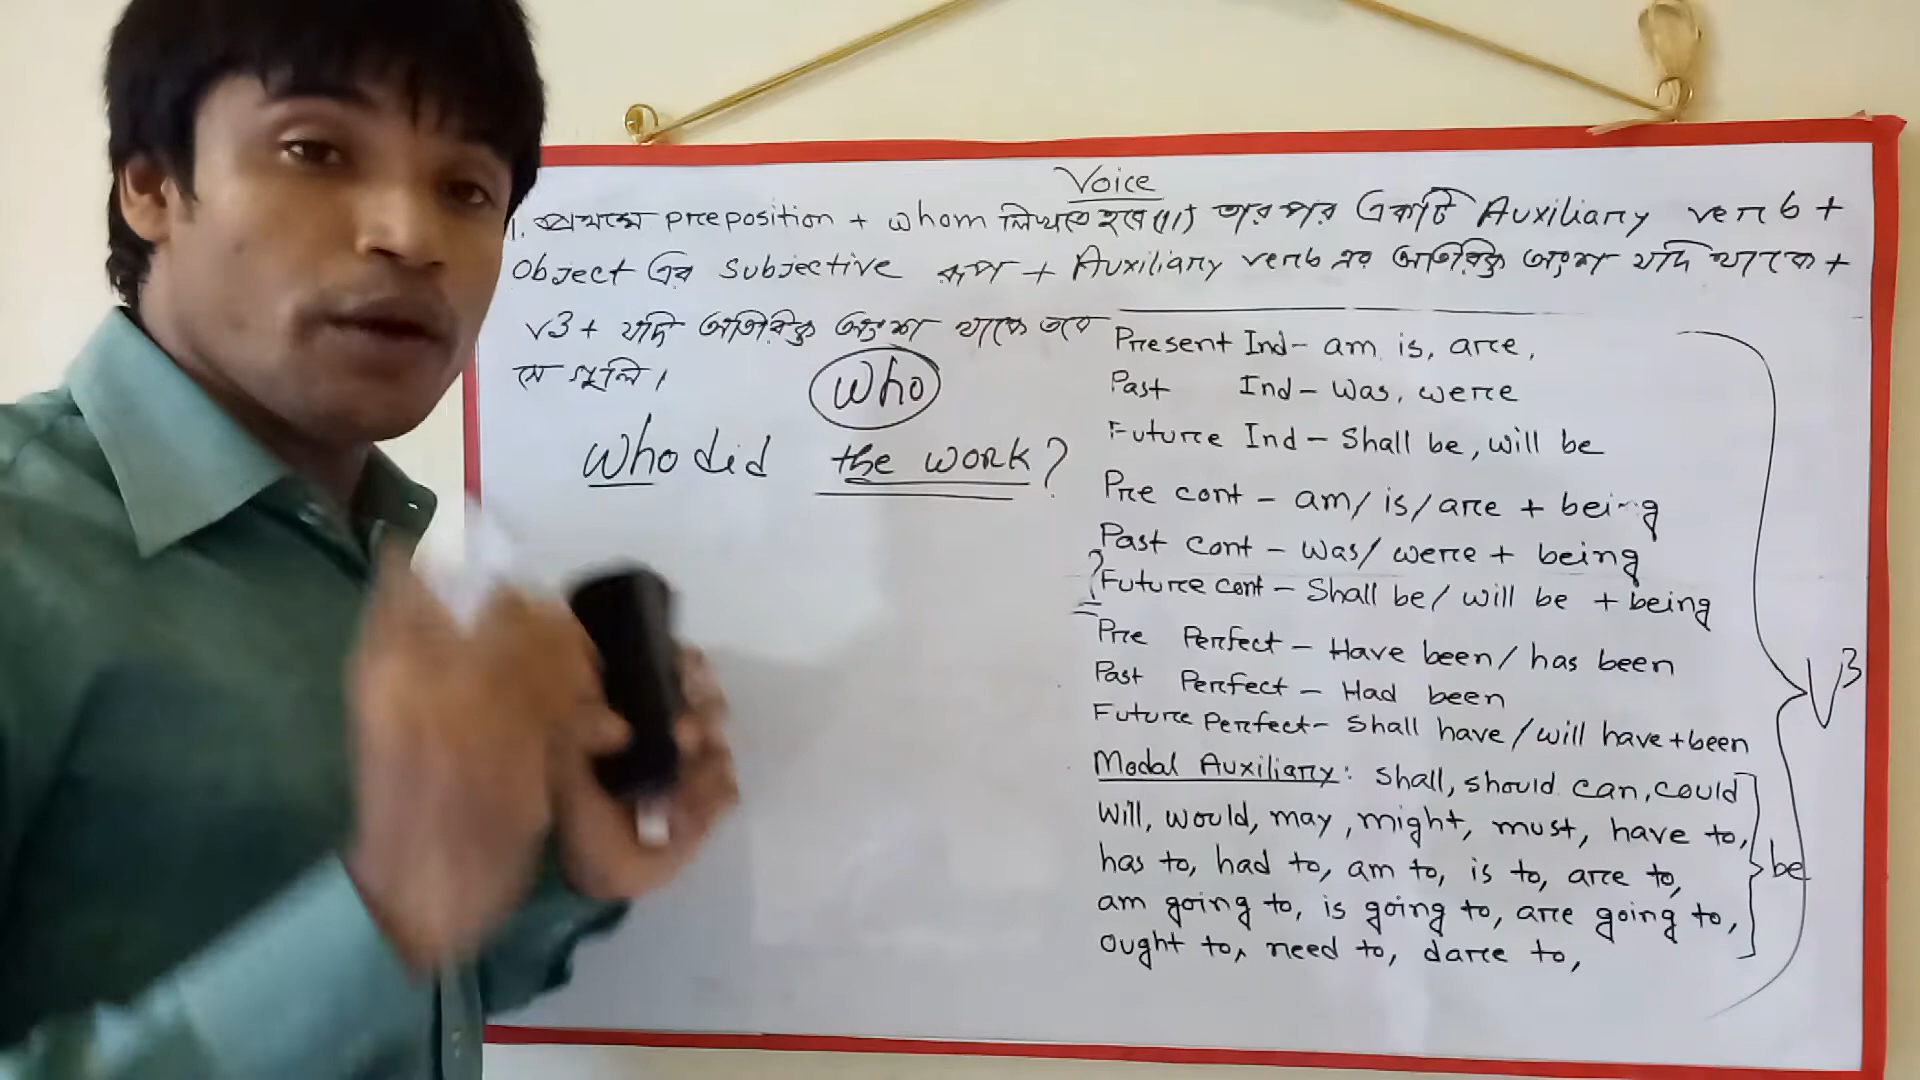 Voice
1. প্রথমে preposition + whom লিখতে হবে (।।) তার পর একটি Auxiliary verb +
Object এর Subjective রূপ + Auxiliary verb এর অতিরিক্ত অংশ যদি থাকে +
V3 + যদি অতিরিক্ত অংশ থাকে তবে
সে গুলি।
Who
Who did the work?
Present Ind - am, is, are,
Past Ind - Was, were
Future Ind - Shall be, will be
Pre cont - am/ is/ are + being
Past cont - Was/ were + being
Future cont - Shall be/ will be + being
Pre Perfect - Have been/ has been
Past Perfect - Had been
Future Perfect - Shall have / will have + been
Modal Auxiliary: Shall, should can, could
Will, would, may, might, must, have to,
has to, had to, am to, is to, are to,
am going to, is going to, are going to,
ought to, need to, dare to,
be
V3